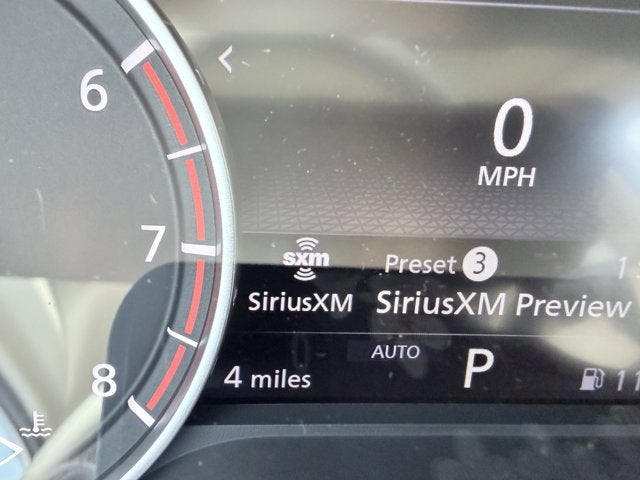 6
7
8
0
MPH
sxm
Preset 3
SiriusXM
SiriusXM Preview
AUTO
4 miles
P